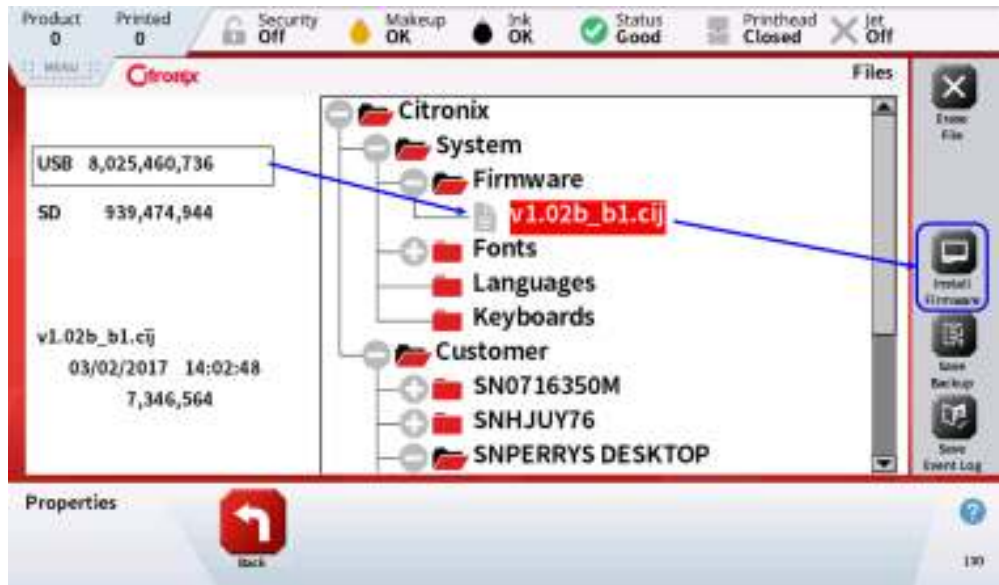 Product Printed Security Makeup Ink Status Printhead Jet
0 0 Off OK OK Good Closed Off
MENU Citronix Files
Citronix
System
Firmware
v1.02b_b1.cij
Fonts
Languages
Keyboards
Customer
SN0716350M
SNHJUY76
SNPERRYS DESKTOP
USB 8,025,460,736
SD 939,474,944
v1.02b_b1.cij
03/02/2017 14:02:48
7,346,564
Erase
File
Install
Firmware
Save
Backup
Save
Event Log
Properties
Back
?